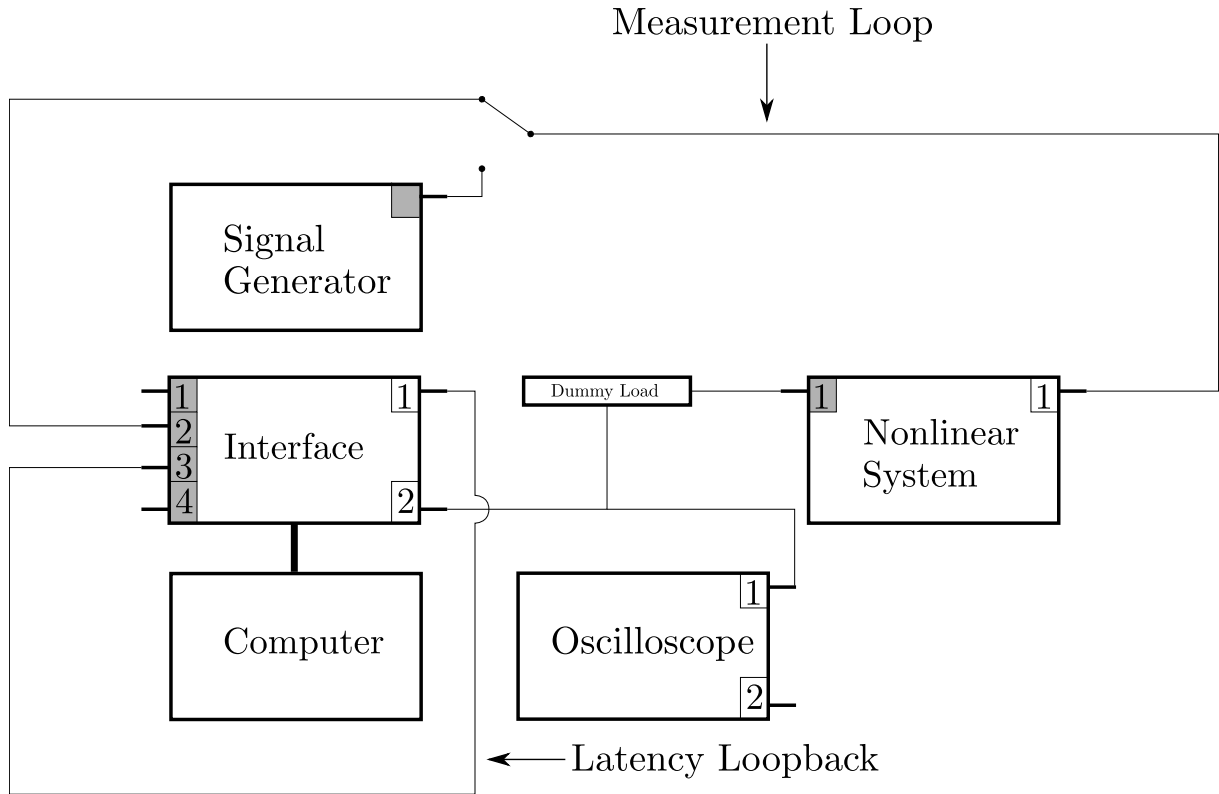 Measurement Loop
Signal
Generator
1
2
3
4
Interface
1
2
Dummy Load
1
Nonlinear
System
1
Computer
Oscilloscope
1
2
Latency Loopback